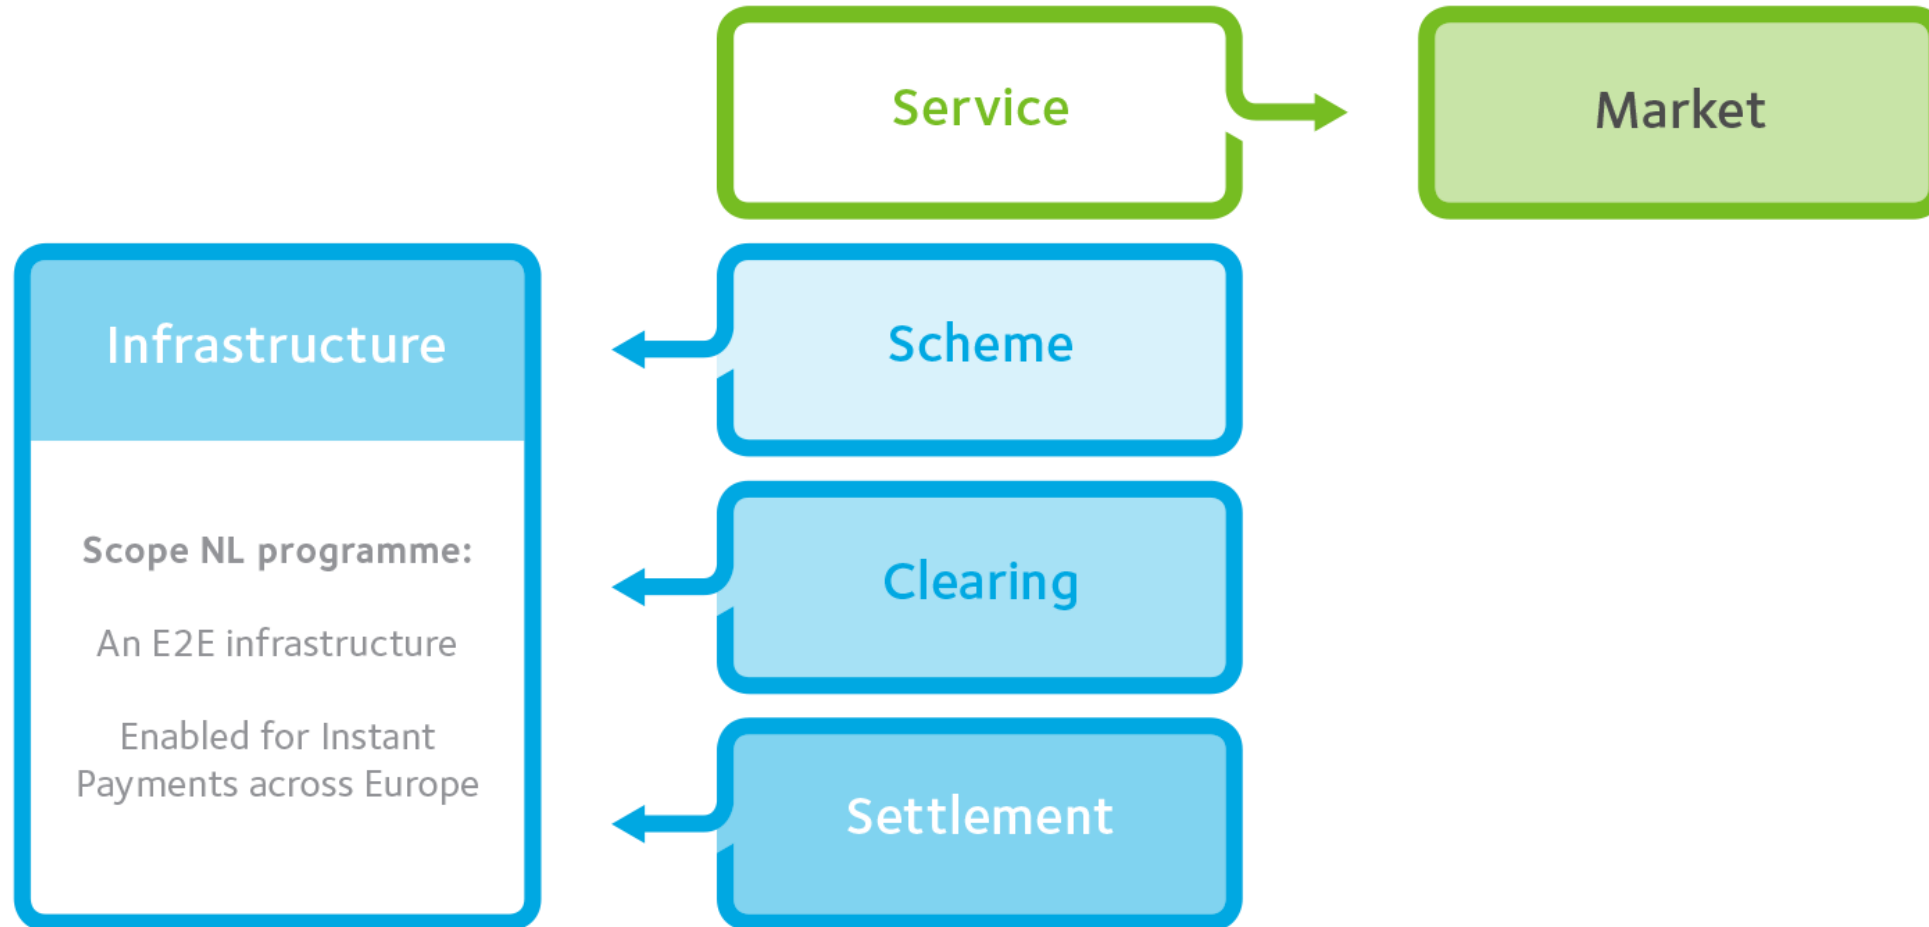 Service
Market
Infrastructure
Scope NL programme:
An E2E infrastructure
Enabled for Instant
Payments across Europe
Scheme
Clearing
Settlement